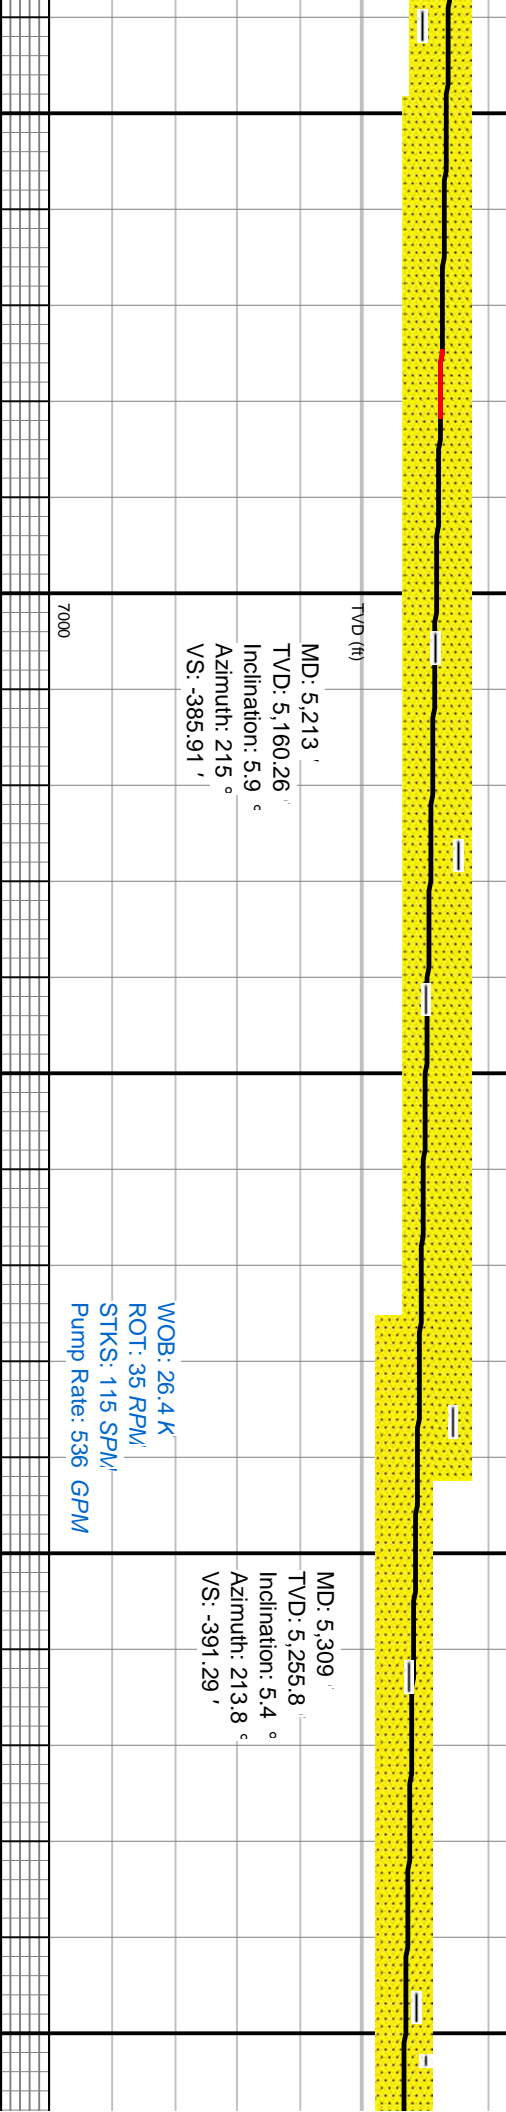 TVD (ft)
7000
MD: 5,213 '
TVD: 5,160.26 '
Inclination: 5.9 °
Azimuth: 215 °
VS: -385.91 '
WOB: 26.4 K
ROT: 35 RPM
STKS: 115 SPM
Pump Rate: 536 GPM
MD: 5,309 '
TVD: 5,255.8 '
Inclination: 5.4 °
Azimuth: 213.8 °
VS: -391.29 '